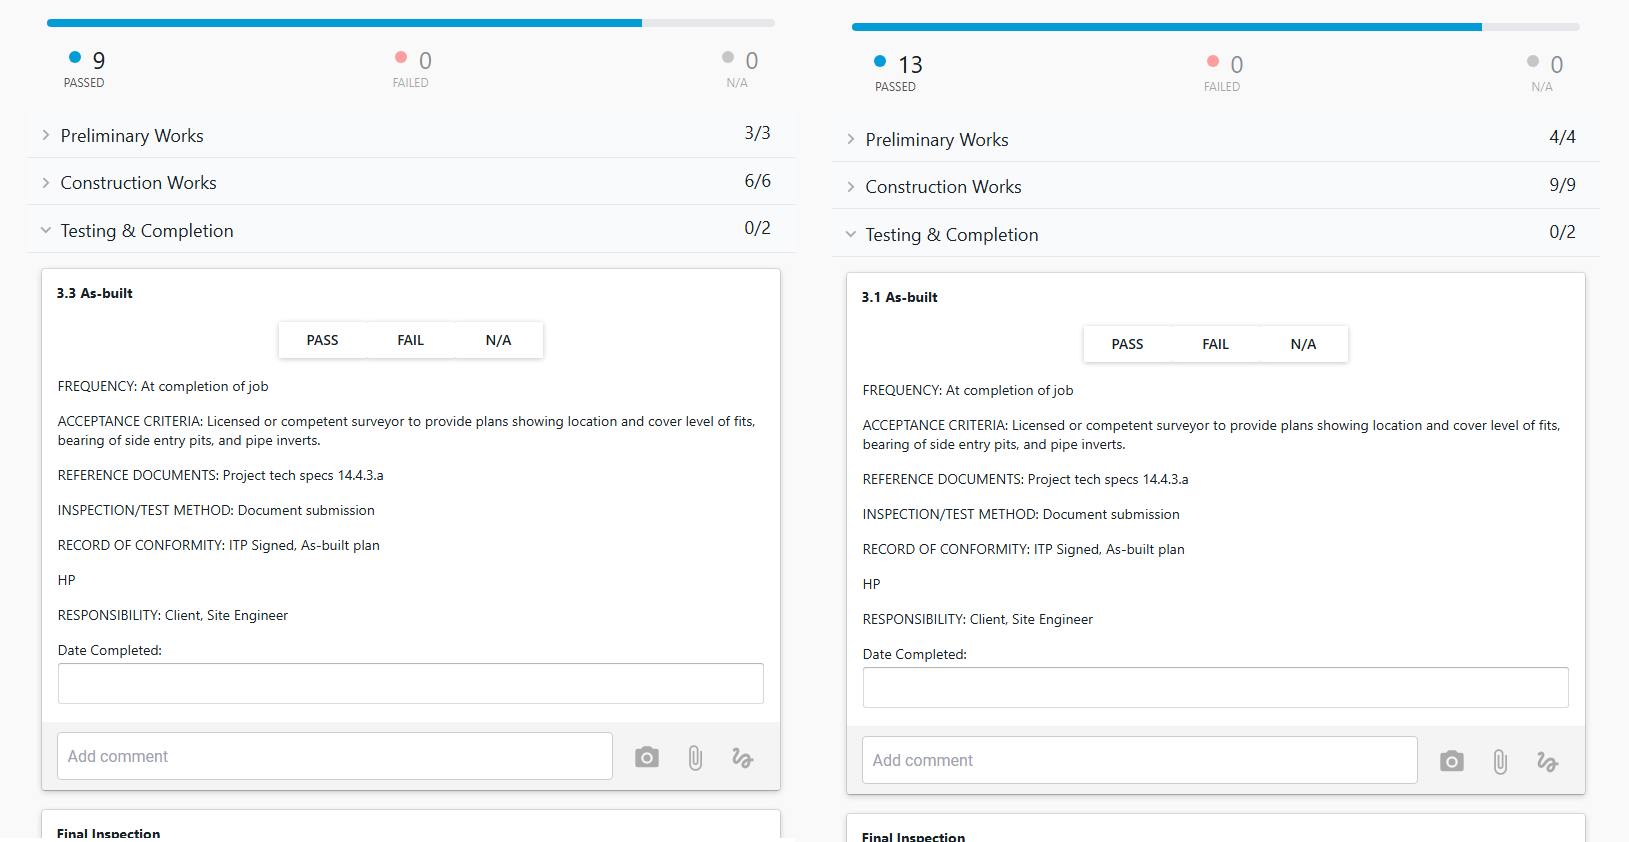 9
PASSED
0
FAILED
0
N/A
Preliminary Works 3/3
Construction Works 6/6
Testing & Completion 0/2
3.3 As-built
PASS FAIL N/A
FREQUENCY: At completion of job
ACCEPTANCE CRITERIA: Licensed or competent surveyor to provide plans showing location and cover level of fits,
bearing of side entry pits, and pipe inverts.
REFERENCE DOCUMENTS: Project tech specs 14.4.3.a
INSPECTION/TEST METHOD: Document submission
RECORD OF CONFORMITY: ITP Signed, As-built plan
HP
RESPONSIBILITY: Client, Site Engineer
Date Completed:
Add comment
Final Inspection
13
PASSED
0
FAILED
0
N/A
Preliminary Works 4/4
Construction Works 9/9
Testing & Completion 0/2
3.1 As-built
PASS FAIL N/A
FREQUENCY: At completion of job
ACCEPTANCE CRITERIA: Licensed or competent surveyor to provide plans showing location and cover level of fits,
bearing of side entry pits, and pipe inverts.
REFERENCE DOCUMENTS: Project tech specs 14.4.3.a
INSPECTION/TEST METHOD: Document submission
RECORD OF CONFORMITY: ITP Signed, As-built plan
HP
RESPONSIBILITY: Client, Site Engineer
Date Completed:
Add comment
Final Inspection